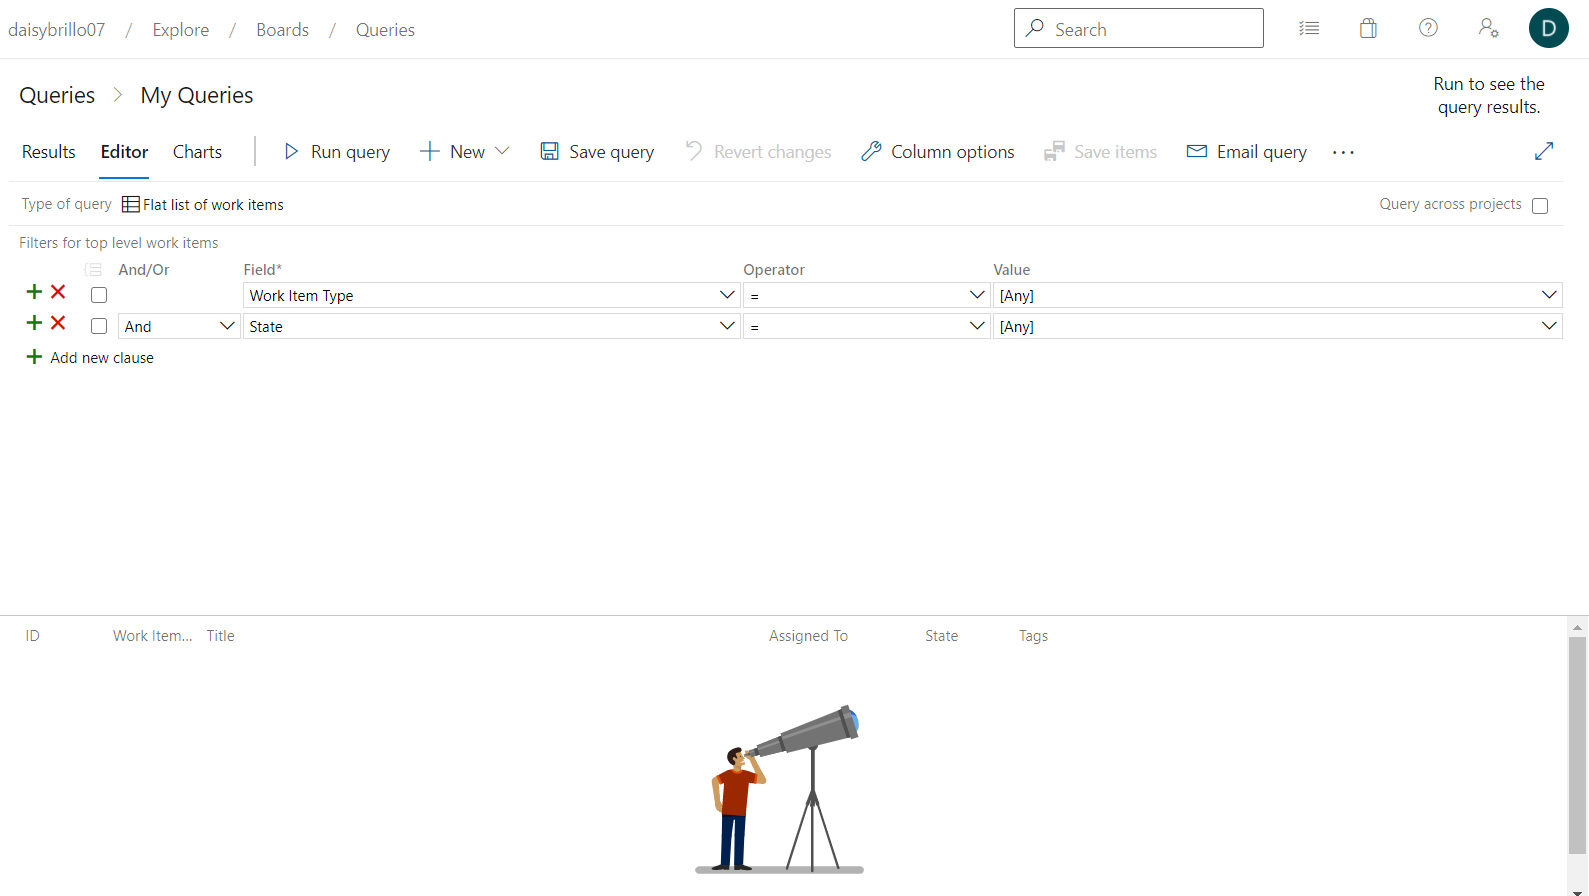 daisybrillo07 / Explore / Boards / Queries
Search
D
Queries > My Queries
Run to see the
query results.
Results Editor Charts Run query New Save query Revert changes Column options Save items Email query ...
Type of query Flat list of work items
Query across projects
Filters for top level work items
And/Or Field* Operator Value
Work Item Type = [Any]
And State = [Any]
Add new clause
ID Work Item... Title Assigned To State Tags